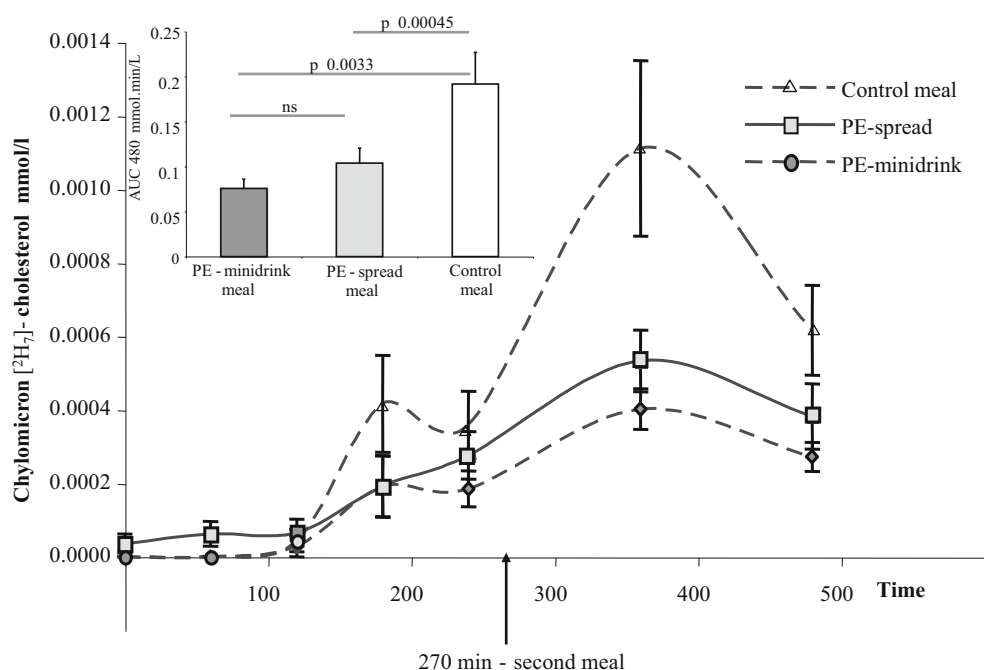 0.0014
0.0012
0.0010
0.0008
0.0006
0.0004
0.0002
0.0000
Chylomicron [²H₇]- cholesterol mmol/l
0.25
0.2
0.15
0.1
0.05
0
AUC 480 mmol.min/L
p 0.00045
p 0.0033
ns
PE - minidrink
meal
PE - spread
meal
Control
meal
Control meal
PE-spread
PE-minidrink
100 200 300 400 500 Time
270 min - second meal